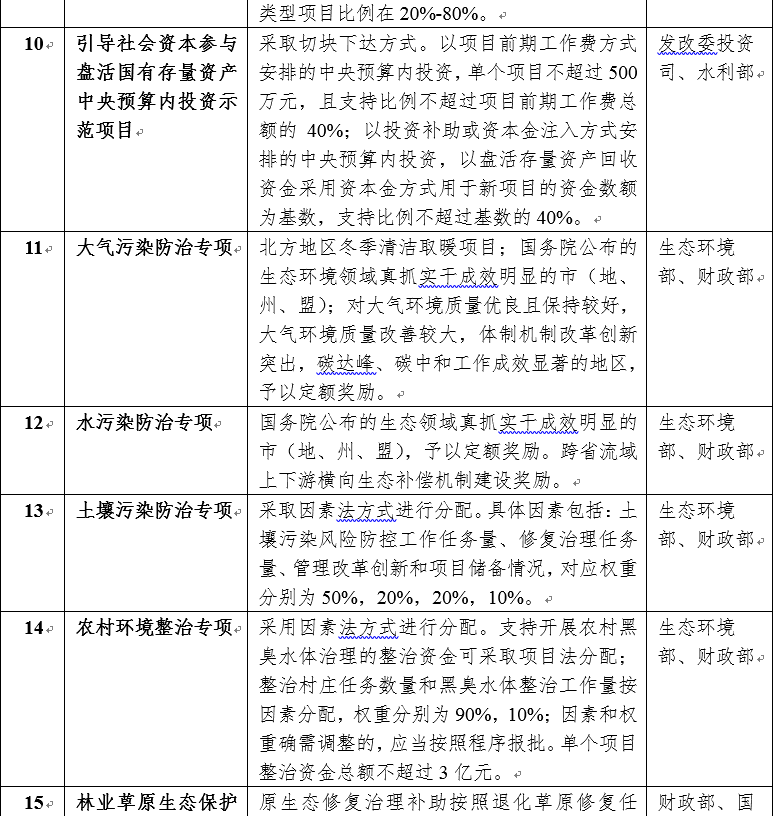 类型项目比例在 20%-80%。
10
引导社会资本参与
盘活国有存量资产
中央预算内投资示
范项目
采取切块下达方式。以项目前期工作费方式
安排的中央预算内投资，单个项目不超过 500
万元，且支持比例不超过项目前期工作费总
额的 40%；以投资补助或资本金注入方式安
排的中央预算内投资，以盘活存量资产回收
资金采用资本金方式用于新项目的资金数额
为基数，支持比例不超过基数的 40%。
发改委投资
司、水利部
11
大气污染防治专项
北方地区冬季清洁取暖项目；国务院公布的
生态环境领域真抓实干成效明显的市（地、
州、盟）；对大气环境质量优良且保持较好，
大气环境质量改善较大，体制机制改革创新
突出，碳达峰、碳中和工作成效显著的地区，
予以定额奖励。
生态环境
部、财政部
12
水污染防治专项
国务院公布的生态领域真抓实干成效明显的
市（地、州、盟），予以定额奖励。跨省流域
上下游横向生态补偿机制建设奖励。
生态环境
部、财政部
13
土壤污染防治专项
采取因素法方式进行分配。具体因素包括：土
壤污染风险防控工作任务量、修复治理任务
量、管理改革创新和项目储备情况，对应权重
分别为 50%，20%，20%，10%。
生态环境
部、财政部
14
农村环境整治专项
采用因素法方式进行分配。支持开展农村黑
臭水体治理的整治资金可采取项目法分配；
整治村庄任务数量和黑臭水体整治工作量按
因素分配，权重分别为 90%，10%；因素和权
重确需调整的，应当按照程序报批。单个项目
整治资金总额不超过 3 亿元。
生态环境
部、财政部
15
林业草原生态保护
原生态修复治理补助按照退化草原修复任
财政部、国